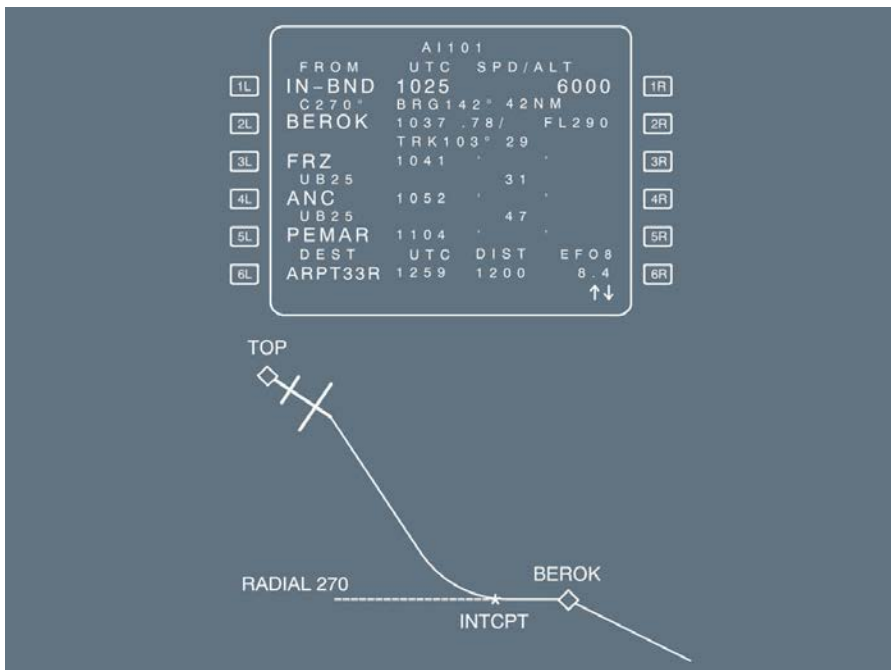 AI101
FROM UTC SPD/ALT
1L IN-BND 1025 6000 1R
C270° BRG142° 42NM
2L BEROK 1037 .78/ FL290 2R
TRK103° 29
3L FRZ 1041 " " 3R
UB25 31
4L ANC 1052 " " 4R
UB25 47
5L PEMAR 1104 " " 5R
DEST UTC DIST EFO8
6L ARPT33R 1259 1200 8.4 6R
↑↓
TOP
RADIAL 270
BEROK
INTCPT